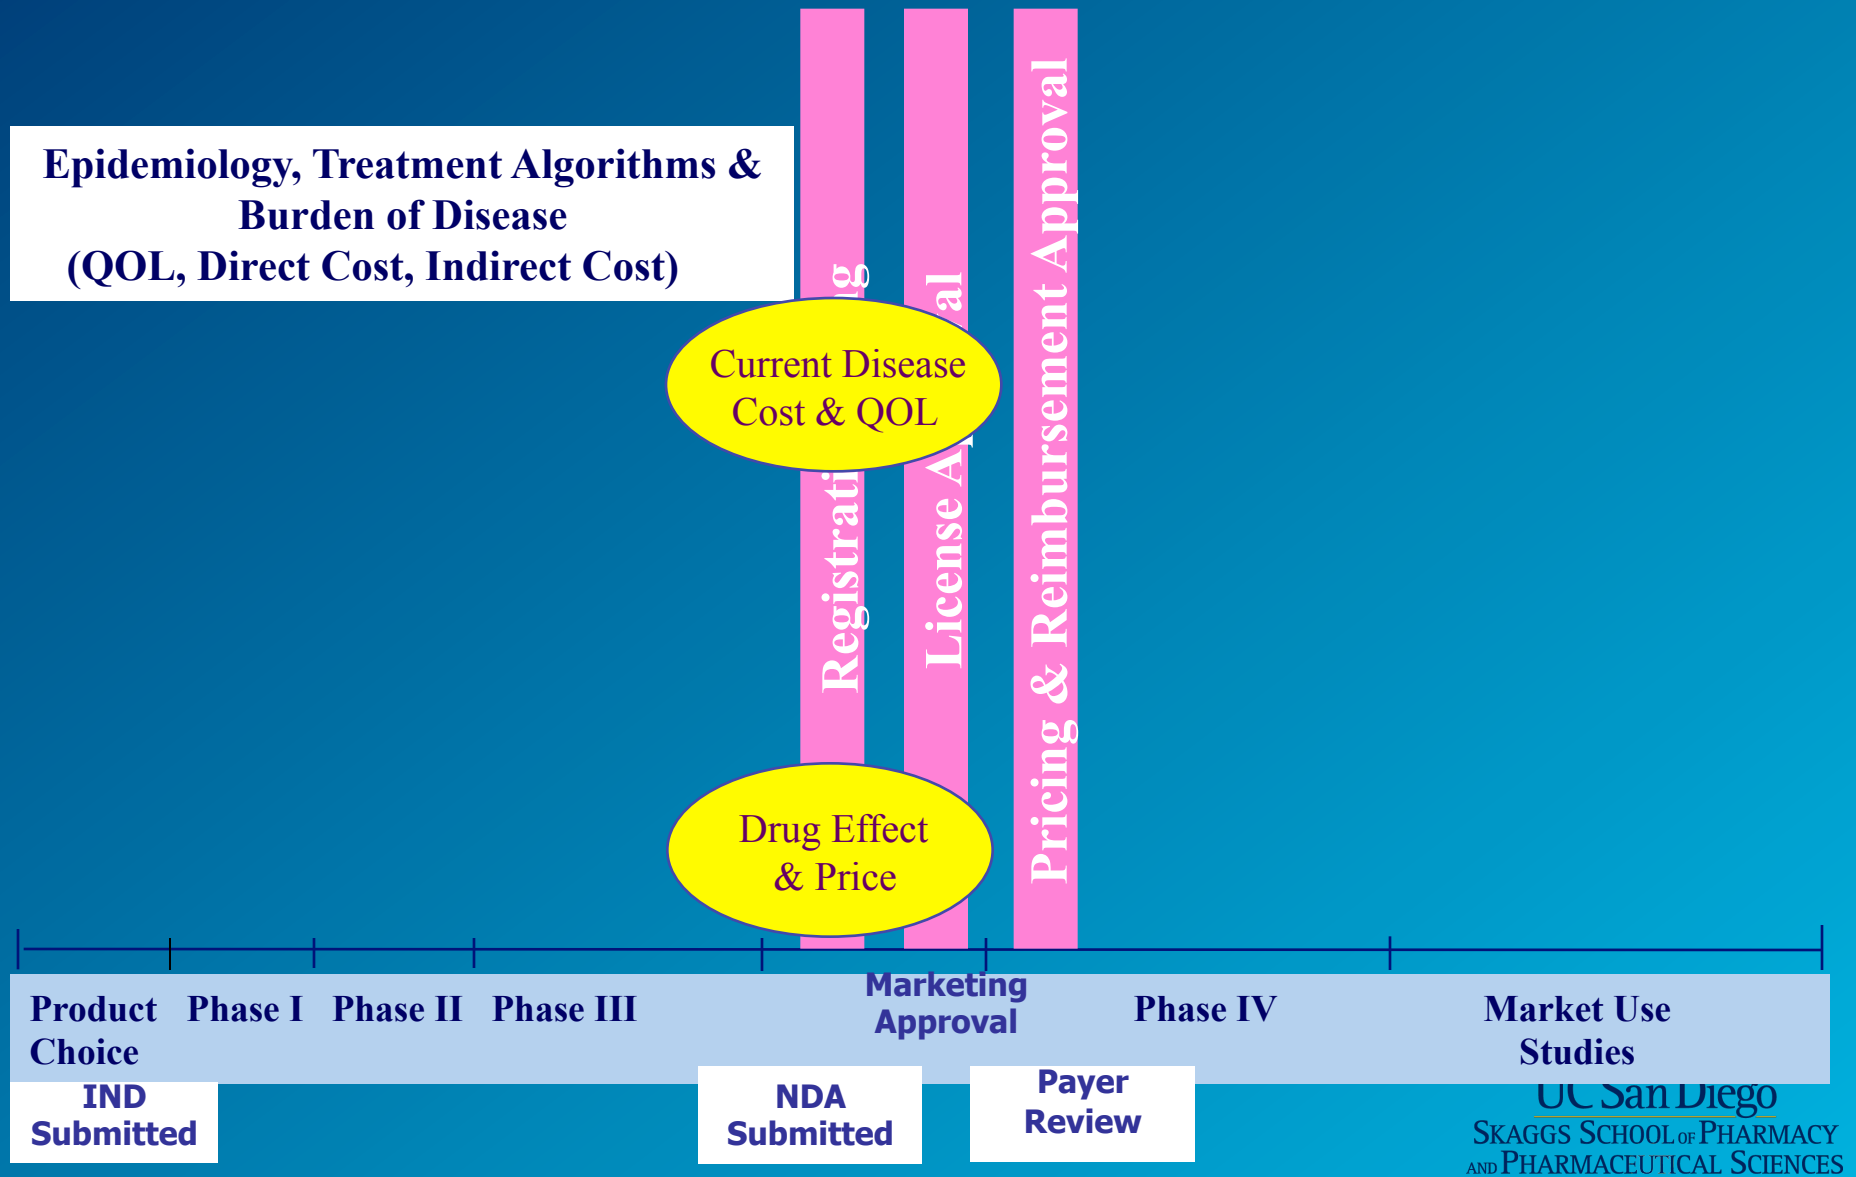 Epidemiology, Treatment Algorithms &
Burden of Disease
(QOL, Direct Cost, Indirect Cost)
Current Disease
Cost & QOL
License
Pricing & Reimbursement Approval
Drug Effect
& Price
Product
Choice
Phase I
Phase II
Phase III
Marketing
Approval
Phase IV
Market Use
Studies
IND
Submitted
NDA
Submitted
Payer
Review
UC San Diego
SKAGGS SCHOOL OF PHARMACY
AND PHARMACEUTICAL SCIENCES